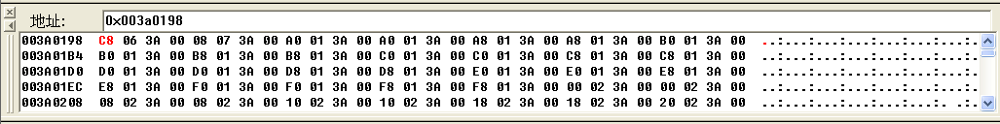 地址: 0x003a0198
003A0198 C8 06 3A 00 08 07 3A 00 A0 01 3A 00 A0 01 3A 00 A8 01 3A 00 A8 01 3A 00 B0 01 3A 00 ..:...:...:...:...:...:...:.
003A01B4 B0 01 3A 00 B8 01 3A 00 B8 01 3A 00 C0 01 3A 00 C0 01 3A 00 C8 01 3A 00 C8 01 3A 00 ..:...:...:...:...:...:...:.
003A01D0 D0 01 3A 00 D0 01 3A 00 D8 01 3A 00 D8 01 3A 00 E0 01 3A 00 E0 01 3A 00 E8 01 3A 00 ..:...:...:...:...:...:...:.
003A01EC E8 01 3A 00 F0 01 3A 00 F0 01 3A 00 F8 01 3A 00 F8 01 3A 00 00 02 3A 00 00 02 3A 00 ..:...:...:...:...:...:...:.
003A0208 08 02 3A 00 08 02 3A 00 10 02 3A 00 10 02 3A 00 18 02 3A 00 18 02 3A 00 20 02 3A 00 ..:...:...:...:...:...: .:.